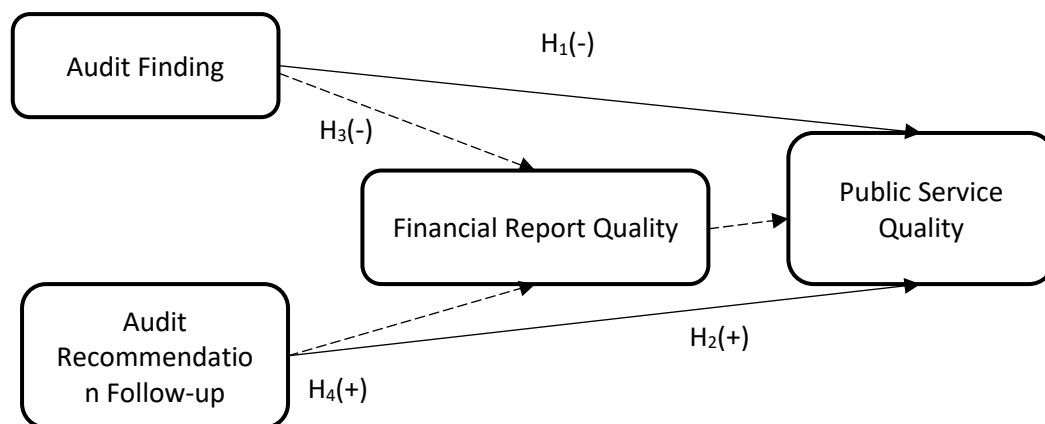 H₁(-)
Audit Finding
H₃(-)
Public Service
Quality
Financial Report Quality
Audit
Recommendatio
n Follow-up
H₂(+)
H₄(+)